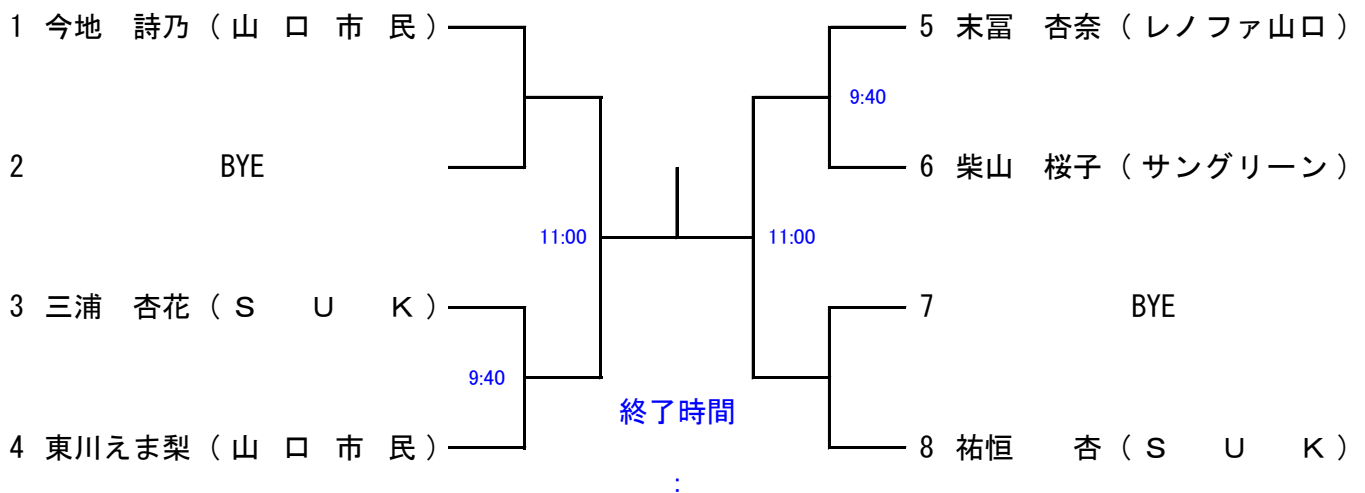 1 今地　詩乃（ 山 口 市 民 ）
5 末冨　杏奈（ レノファ山口 ）
9:40
2 BYE
6 柴山　桜子（ サングリーン ）
11:00
11:00
3 三浦　杏花（ Ｓ　Ｕ　Ｋ ）
7 BYE
9:40
終了時間
4 東川えま梨（ 山 口 市 民 ）
8 祐恒　杏（ Ｓ　Ｕ　Ｋ ）
: